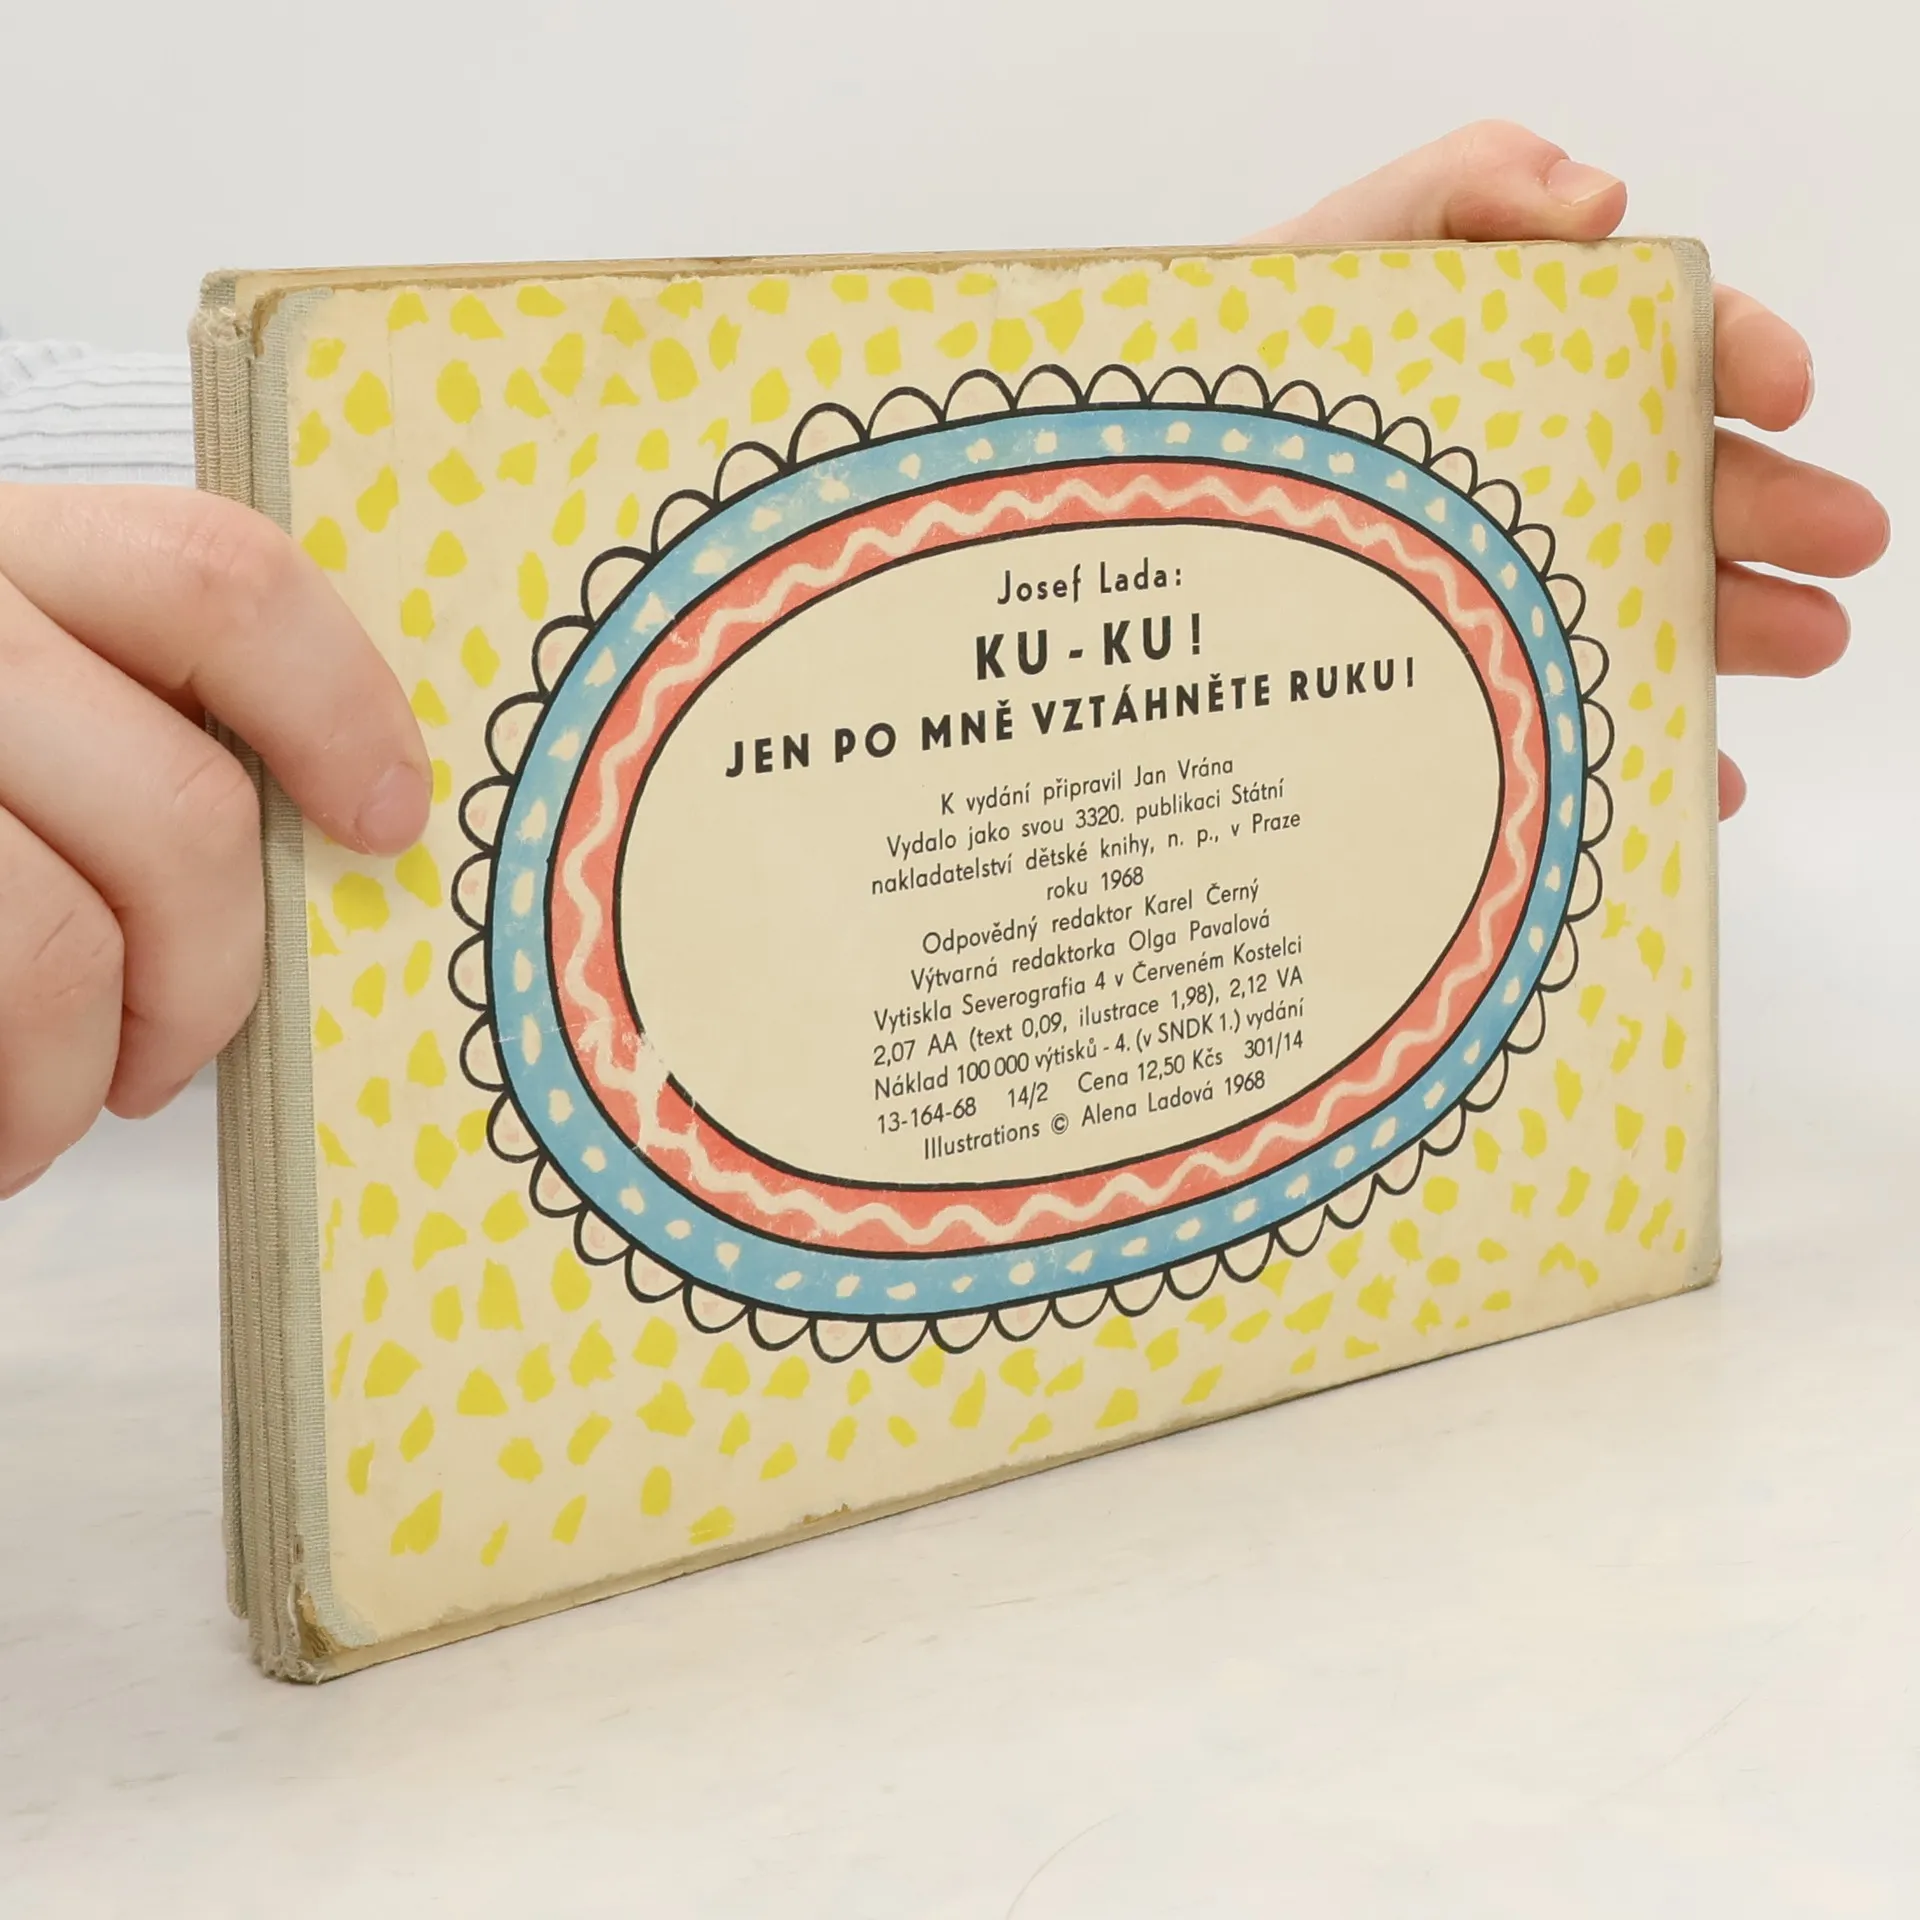 Josef Lada:
KU - KU!
JEN PO MNĚ VZTÁHNĚTE RUKU!
K vydání připravil Jan Vrána
Vydalo jako svou 3320. publikaci Státní
nakladatelství dětské knihy, n. p., v Praze
roku 1968
Odpovědný redaktor Karel Černý
Výtvarná redaktorka Olga Pavalová
Vytiskla Severografia 4 v Červeném Kostelci
2,07 AA (text 0,09, ilustrace 1,98), 2,12 VA
Náklad 100 000 výtisků - 4. (v SNDK 1.) vydání
13-164-68 14/2 Cena 12,50 Kčs 301/14
Illustrations © Alena Ladová 1968